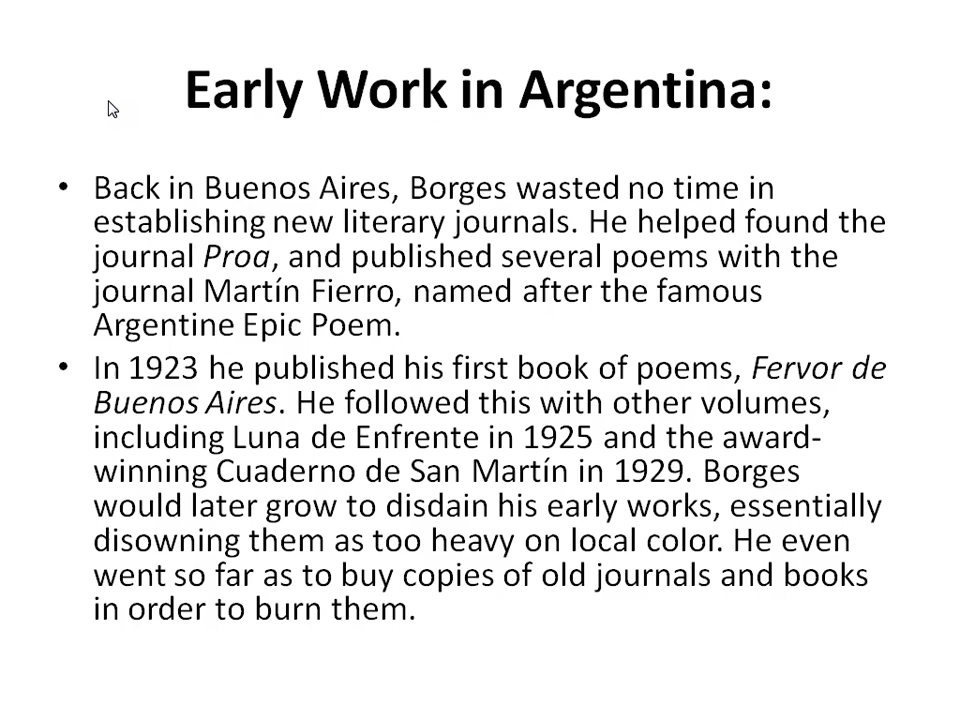 Early Work in Argentina:
• Back in Buenos Aires, Borges wasted no time in
establishing new literary journals. He helped found the
journal Proa, and published several poems with the
journal Martín Fierro, named after the famous
Argentine Epic Poem.
• In 1923 he published his first book of poems, Fervor de
Buenos Aires. He followed this with other volumes,
including Luna de Enfrente in 1925 and the award-
winning Cuaderno de San Martín in 1929. Borges
would later grow to disdain his early works, essentially
disowning them as too heavy on local color. He even
went so far as to buy copies of old journals and books
in order to burn them.